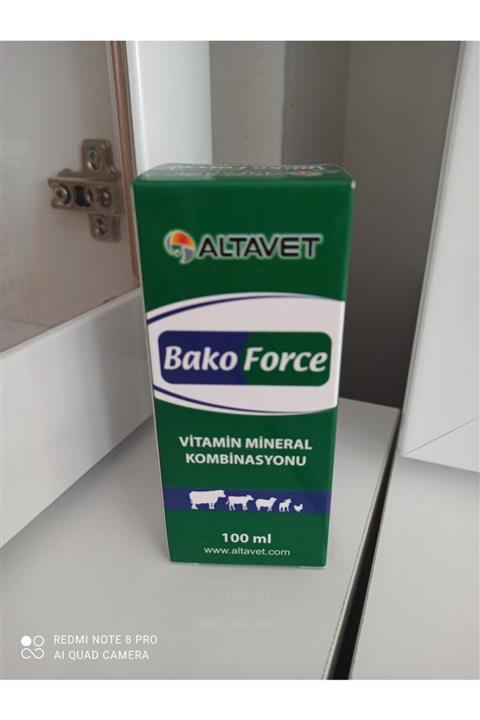 ALTAVET
Bako Force
VİTAMİN MİNERAL
KOMBİNASYONU
100 ml
www.altavet.com
REDMI NOTE 8 PRO
AI QUAD CAMERA